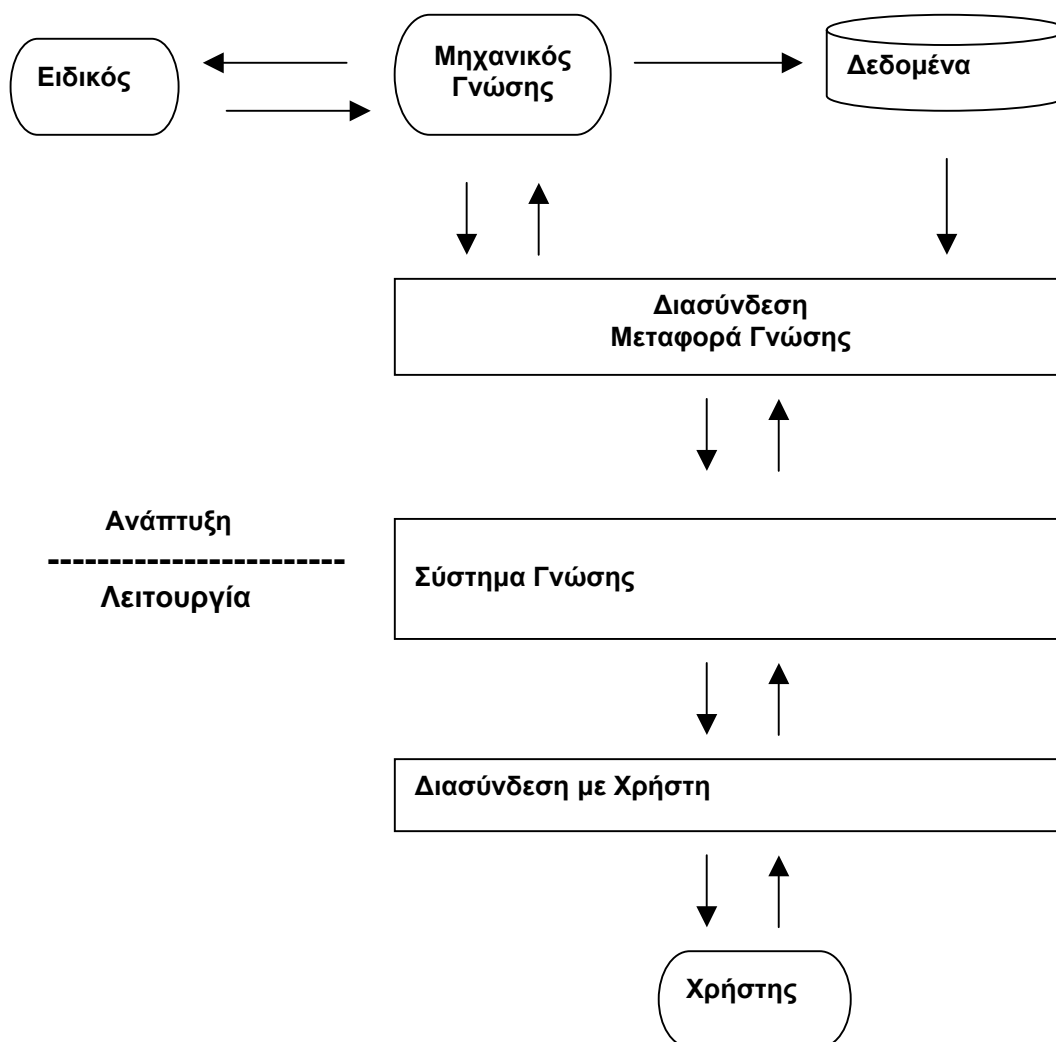 Ειδικός
Μηχανικός
Γνώσης
Δεδομένα
Διασύνδεση
Μεταφορά Γνώσης
Ανάπτυξη
-------------------------
Λειτουργία
Σύστημα Γνώσης
Διασύνδεση με Χρήστη
Χρήστης